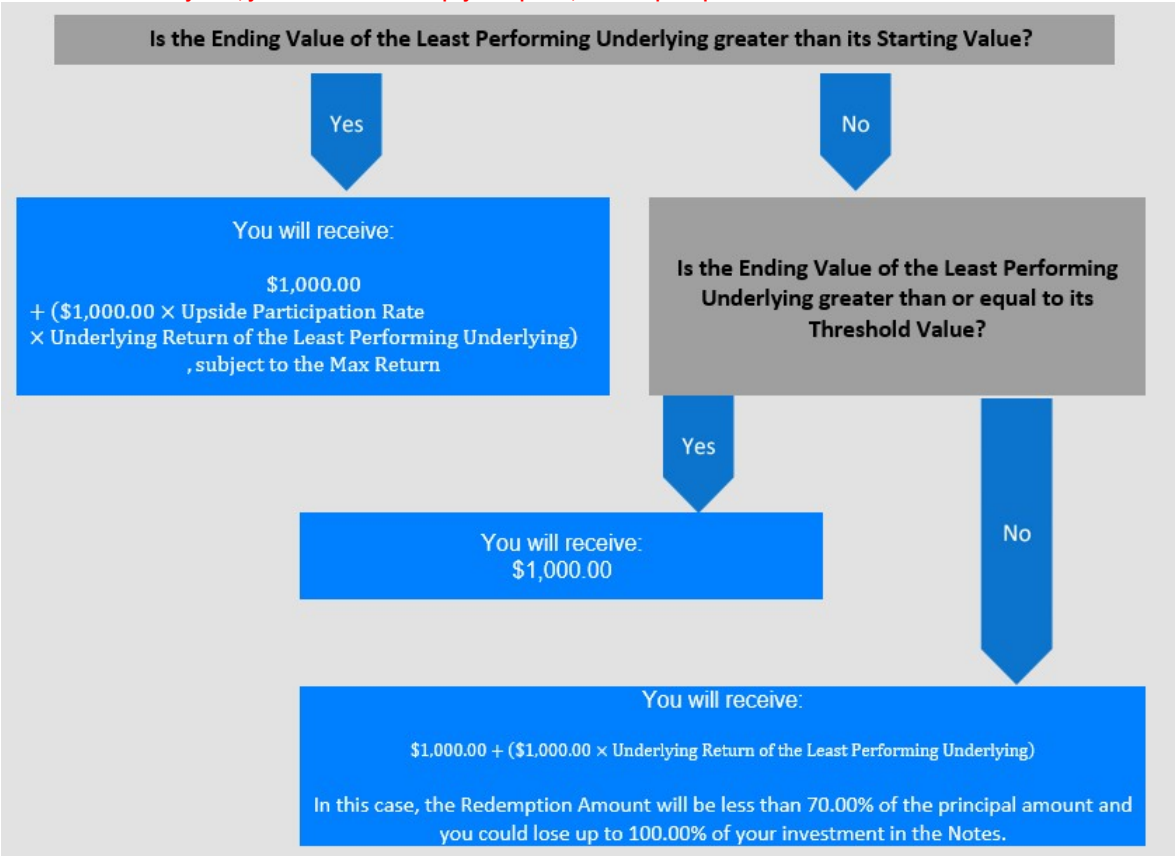 Is the Ending Value of the Least Performing Underlying greater than its Starting Value?
Yes
No
You will receive:
$1,000.00
+ ($1,000.00 × Upside Participation Rate
× Underlying Return of the Least Performing Underlying)
, subject to the Max Return
Is the Ending Value of the Least Performing
Underlying greater than or equal to its
Threshold Value?
Yes
No
You will receive:
$1,000.00
You will receive:
$1,000.00 + ($1,000.00 × Underlying Return of the Least Performing Underlying)
In this case, the Redemption Amount will be less than 70.00% of the principal amount and
you could lose up to 100.00% of your investment in the Notes.